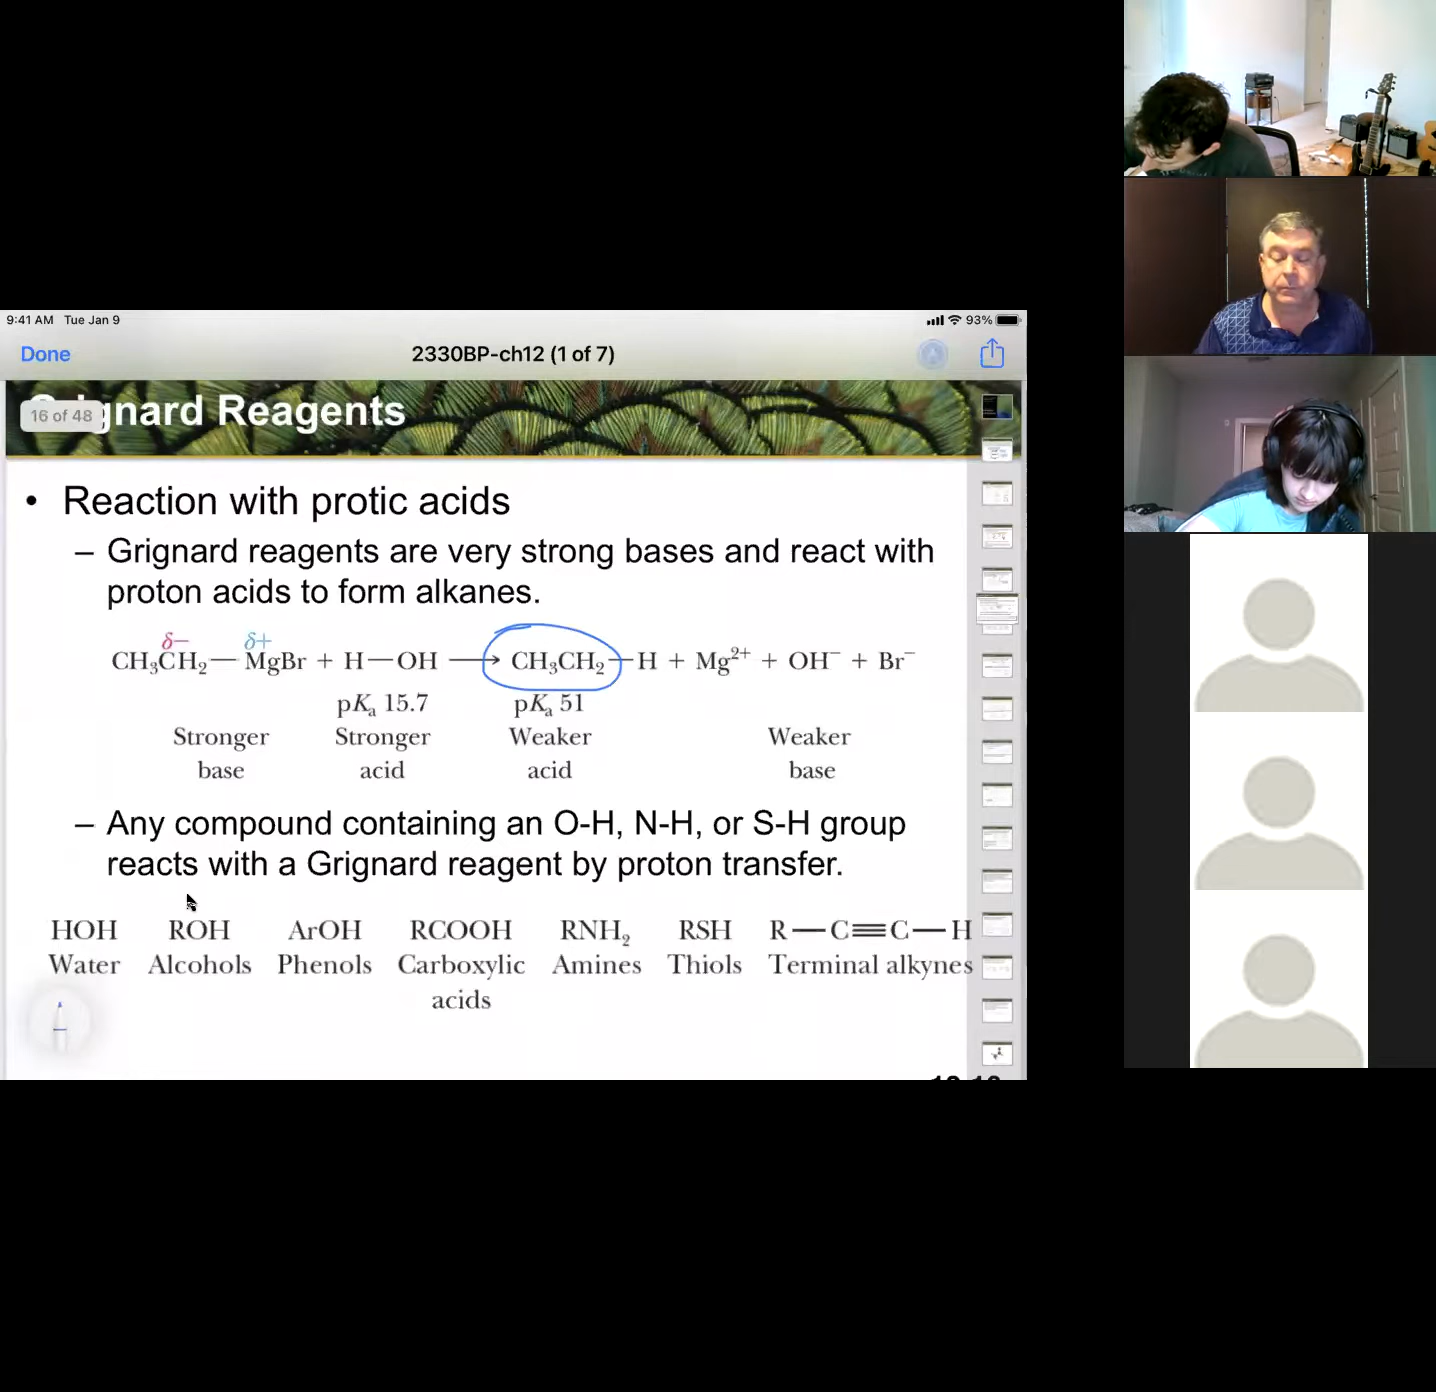 9:41 AM Tue Jan 9
93%
Done
2330BP-ch12 (1 of 7)
16 of 48
gnard Reagents
• Reaction with protic acids
– Grignard reagents are very strong bases and react with
proton acids to form alkanes.
δ− δ+
CH₃CH₂—MgBr + H—OH ⟶ CH₃CH₂—H + Mg²⁺ + OH⁻ + Br⁻
pKₐ 15.7 pKₐ 51
Stronger Stronger Weaker Weaker
base acid acid base
– Any compound containing an O-H, N-H, or S-H group
reacts with a Grignard reagent by proton transfer.
HOH ROH ArOH RCOOH RNH₂ RSH R—C≡C—H
Water Alcohols Phenols Carboxylic Amines Thiols Terminal alkynes
acids